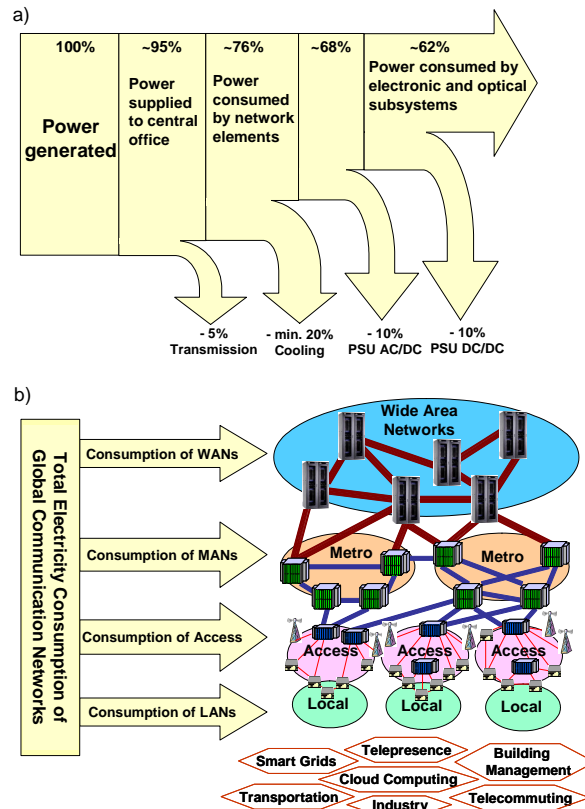 a)
100%
~95%
~76%
~68%
~62%
Power
generated
Power
supplied
to central
office
Power
consumed
by network
elements
Power consumed by
electronic and optical
subsystems
- 5%
Transmission
- min. 20%
Cooling
- 10%
PSU AC/DC
- 10%
PSU DC/DC
b)
Total Electricity Consumption of
Global Communication Networks
Consumption of WANs
Consumption of MANs
Consumption of Access
Consumption of LANs
Wide Area
Networks
Metro
Metro
Access
Access
Access
Local
Local
Local
Smart Grids
Telepresence
Building
Management
Cloud Computing
Transportation
Industry
Telecommuting